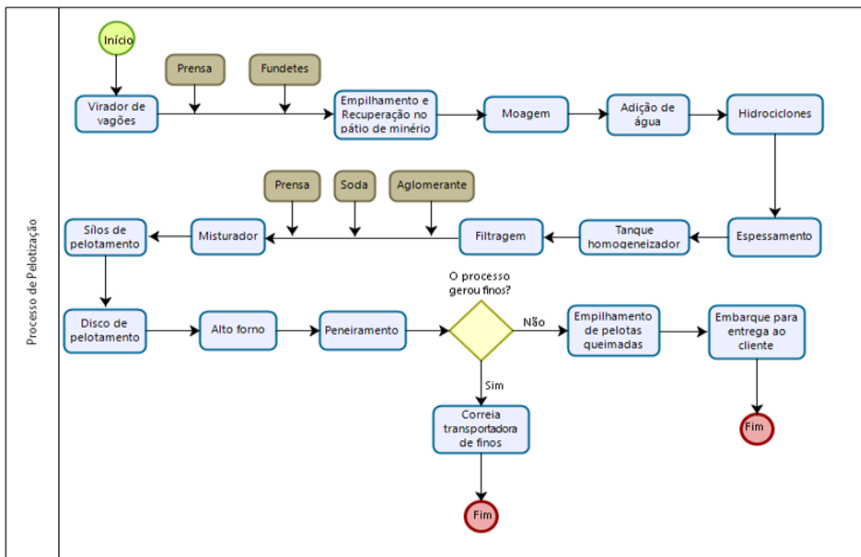 Processo de Pelotização
Início
Prensa
Fundetes
Virador de
vagões
Empilhamento e
Recuperação no
pátio de minério
Moagem
Adição de
água
Hidrociclones
Prensa
Soda
Aglomerante
Sílos de
pelotamento
Misturador
Filtragem
Tanque
homogeneizador
Espessamento
O processo
gerou finos?
Disco de
pelotamento
Alto forno
Peneiramento
Não
Empilhamento
de pelotas
queimadas
Embarque para
entrega ao
cliente
Sim
Correia
transportadora
de finos
Fim
Fim